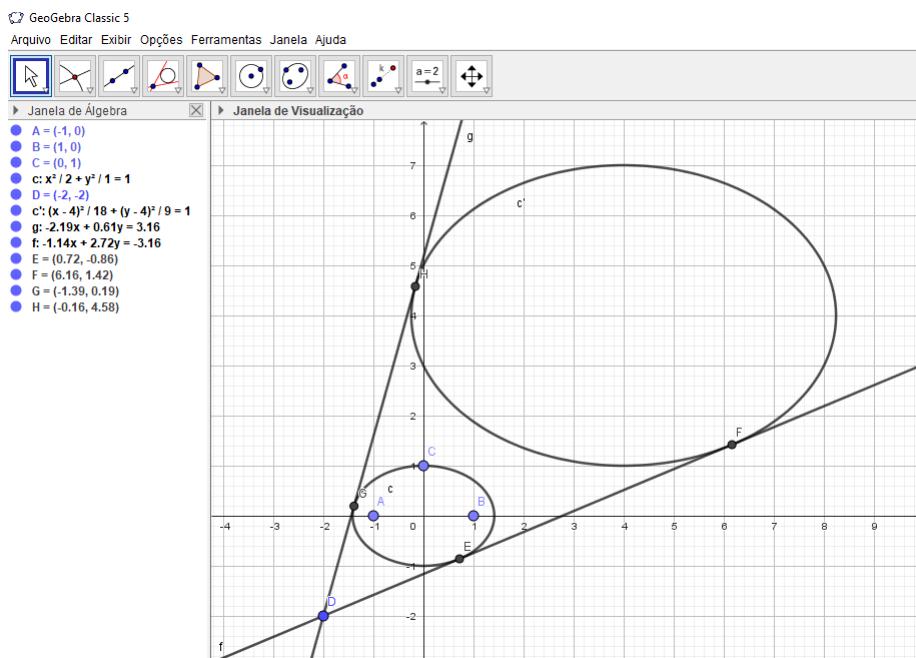 GeoGebra Classic 5
Arquivo Editar Exibir Opções Ferramentas Janela Ajuda
α k a=2
Janela de Álgebra
Janela de Visualização
A = (-1, 0)
B = (1, 0)
C = (0, 1)
c: x² / 2 + y² / 1 = 1
D = (-2, -2)
c': (x - 4)² / 18 + (y - 4)² / 9 = 1
g: -2.19x + 0.61y = 3.16
f: -1.14x + 2.72y = -3.16
E = (0.72, -0.86)
F = (6.16, 1.42)
G = (-1.39, 0.19)
H = (-0.16, 4.58)
g
7
c'
6
5
H
4
3
2
F
C
1
G c
A B
-4 -3 -2 -1 0 1 2 3 4 5 6 7 8 9
E
-1
D
-2
f